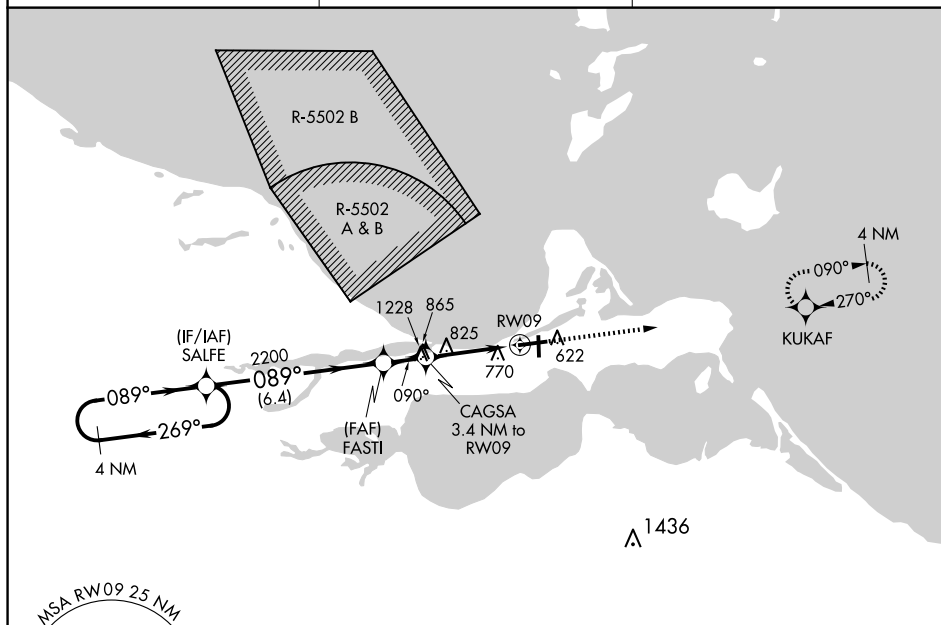 R-5502 B
R-5502
A & B
4 NM
090°
270°
KUKAF
1228
865
825
RW09
622
770
(IF/IAF)
SALFE
2200
089°
(6.4)
089°
269°
4 NM
090°
(FAF)
FASTI
CAGSA
3.4 NM to
RW09
1436
MSA RW09 25 NM